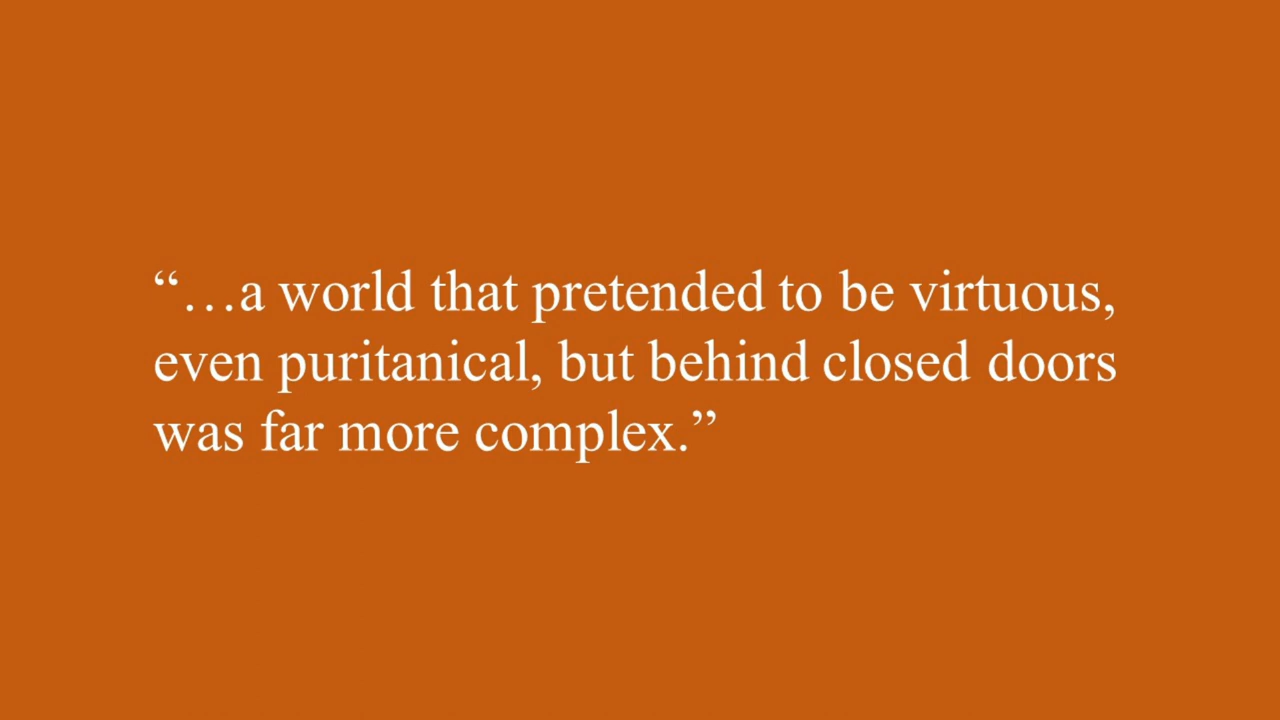 “…a world that pretended to be virtuous,
even puritanical, but behind closed doors
was far more complex.”